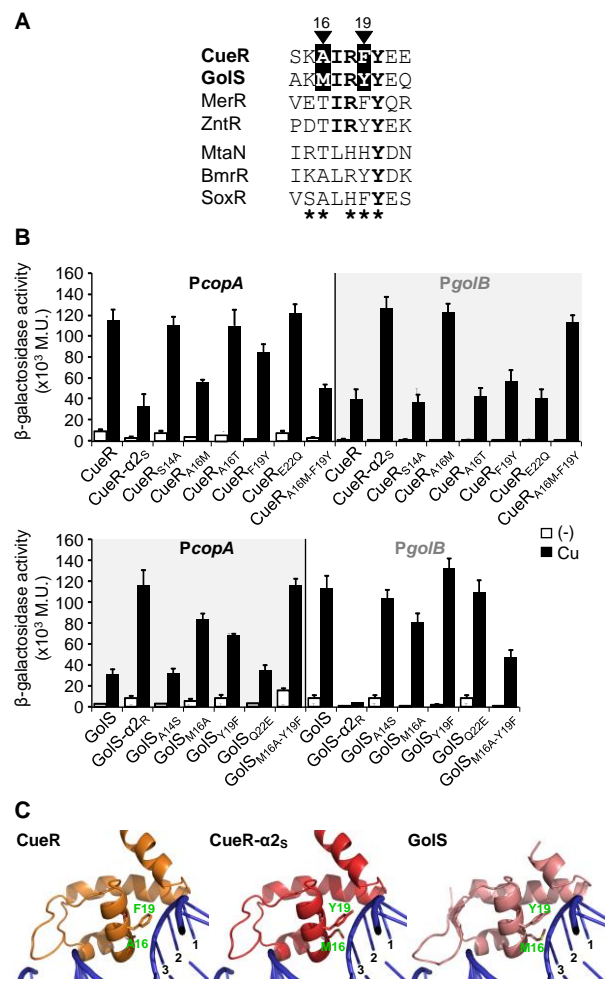 A
16 19
CueR SKAIRFYEE
GolS AKMIRYYEQ
MerR VETIRFYQR
ZntR PDTIRYYEK
MtaN IRTLHHYDN
BmrR IKALRYYDK
SoxR VSALHFYES
** ***
B
β-galactosidase activity
(x10³ M.U.)
160
140
120
100
80
60
40
20
0
PcopA PgolB
CueR CueR-α2S CueRS14A CueRA16M CueRA16T CueRF19Y CueRE22Q CueRA16M-F19Y CueR CueR-α2S CueRS14A CueRA16M CueRA16T CueRF19Y CueRE22Q CueRA16M-F19Y
(-)
Cu
β-galactosidase activity
(x10³ M.U.)
160
140
120
100
80
60
40
20
0
PcopA PgolB
GolS GolS-α2R GolSA14S GolSM16A GolSY19F GolSQ22E GolSM16A-Y19F GolS GolS-α2R GolSA14S GolSM16A GolSY19F GolSQ22E GolSM16A-Y19F
C
CueR CueR-α2S GolS
F19 Y19 Y19
A16 M16 M16
1 1 1
2 2 2
3 3 3